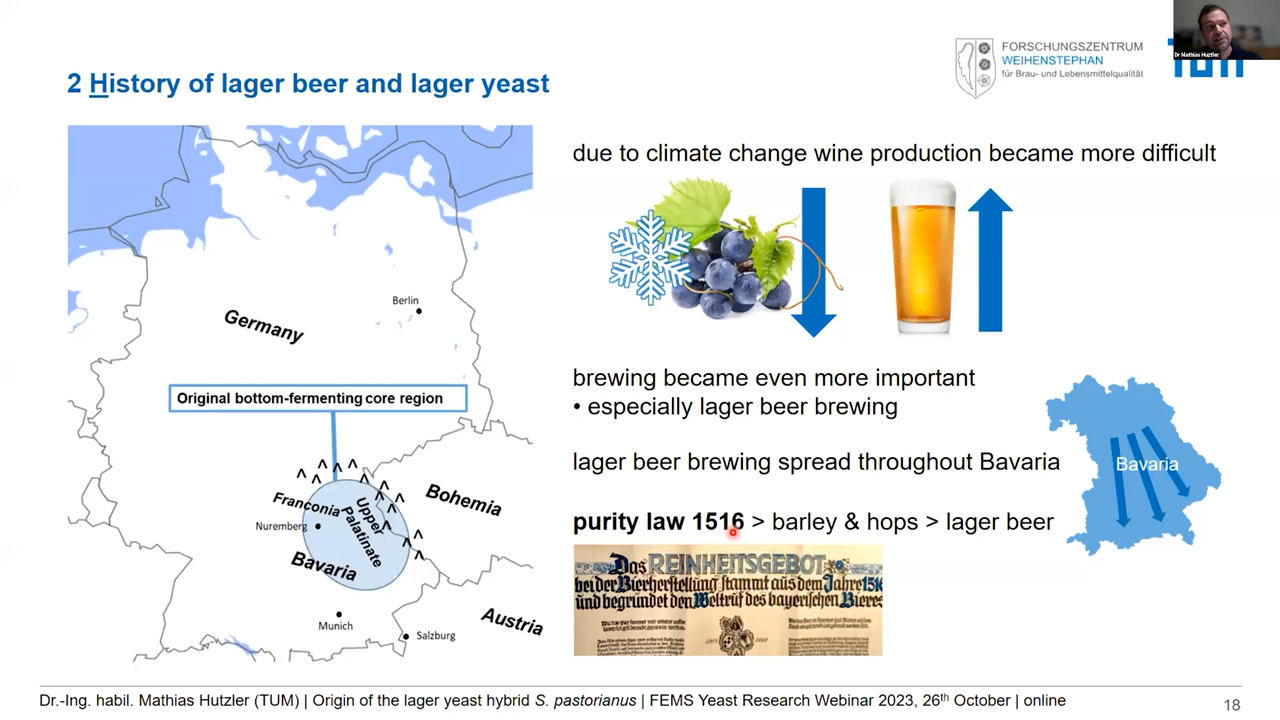 Dr Mathias Hutzler
FORSCHUNGSZENTRUM
WEIHENSTEPHAN
für Brau- und Lebensmittelqualität
TUM
2 History of lager beer and lager yeast
due to climate change wine production became more difficult
Berlin
Germany
Original bottom-fermenting core region
Bohemia
Franconia
Upper
Palatinate
Nuremberg
Bavaria
Munich
Salzburg
Austria
brewing became even more important
• especially lager beer brewing
lager beer brewing spread throughout Bavaria
Bavaria
purity law 1516 > barley & hops > lager beer
Das REINHEITSGEBOT
bei der Bierherstellung stammt aus dem Jahre 1516
und begründet den Weltruf des bayerischen Bieres
Dr.-Ing. habil. Mathias Hutzler (TUM) | Origin of the lager yeast hybrid S. pastorianus | FEMS Yeast Research Webinar 2023, 26th October | online
18